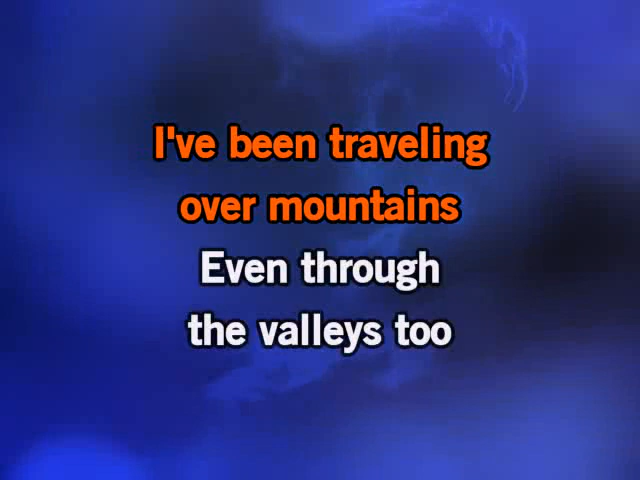 I've been traveling
over mountains
Even through
the valleys too